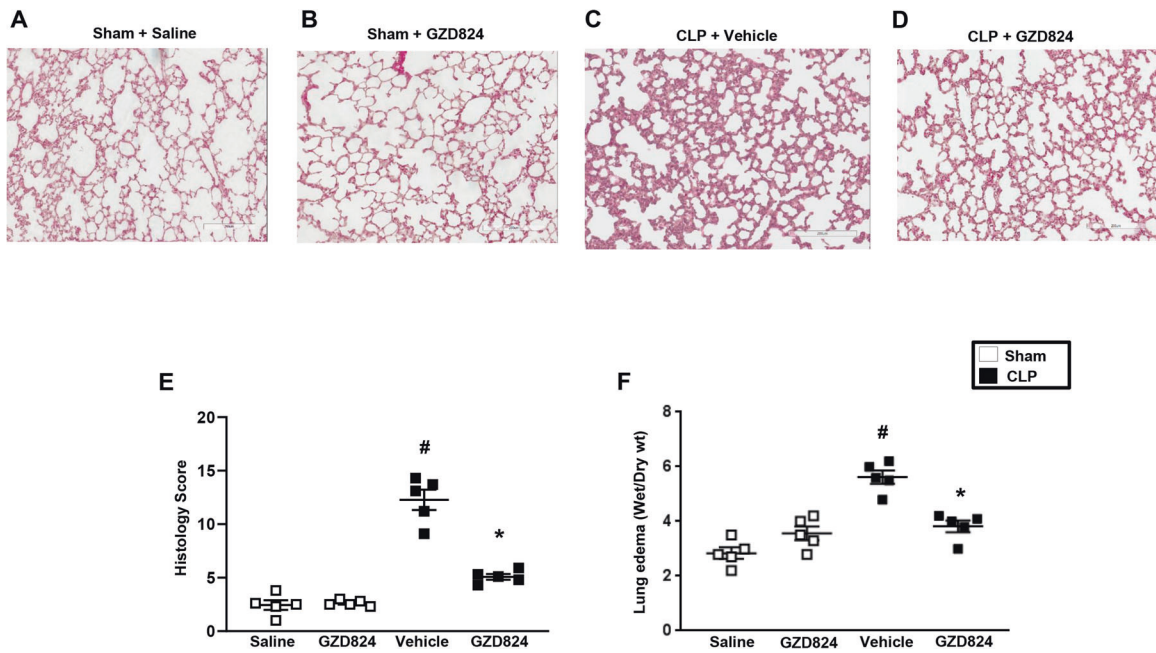 A
Sham + Saline
B
Sham + GZD824
C
CLP + Vehicle
D
CLP + GZD824
Sham
CLP
E
Histology Score
20
15
10
5
0
#
*
Saline
GZD824
Vehicle
GZD824
F
Lung edema (Wet/Dry wt)
8
6
4
2
0
#
*
Saline
GZD824
Vehicle
GZD824